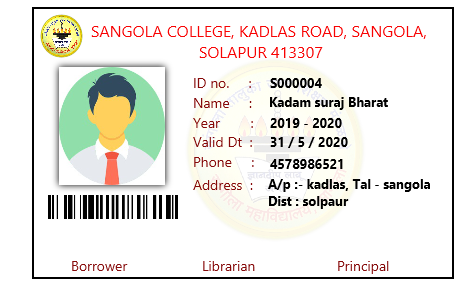 SANGOLA COLLEGE, KADLAS ROAD, SANGOLA,
SOLAPUR 413307
ID no. : S000004
Name : Kadam suraj Bharat
Year : 2019 - 2020
Valid Dt : 31 / 5 / 2020
Phone : 4578986521
Address : A/p :- kadlas, Tal - sangola
Dist : solpaur
Borrower Librarian Principal